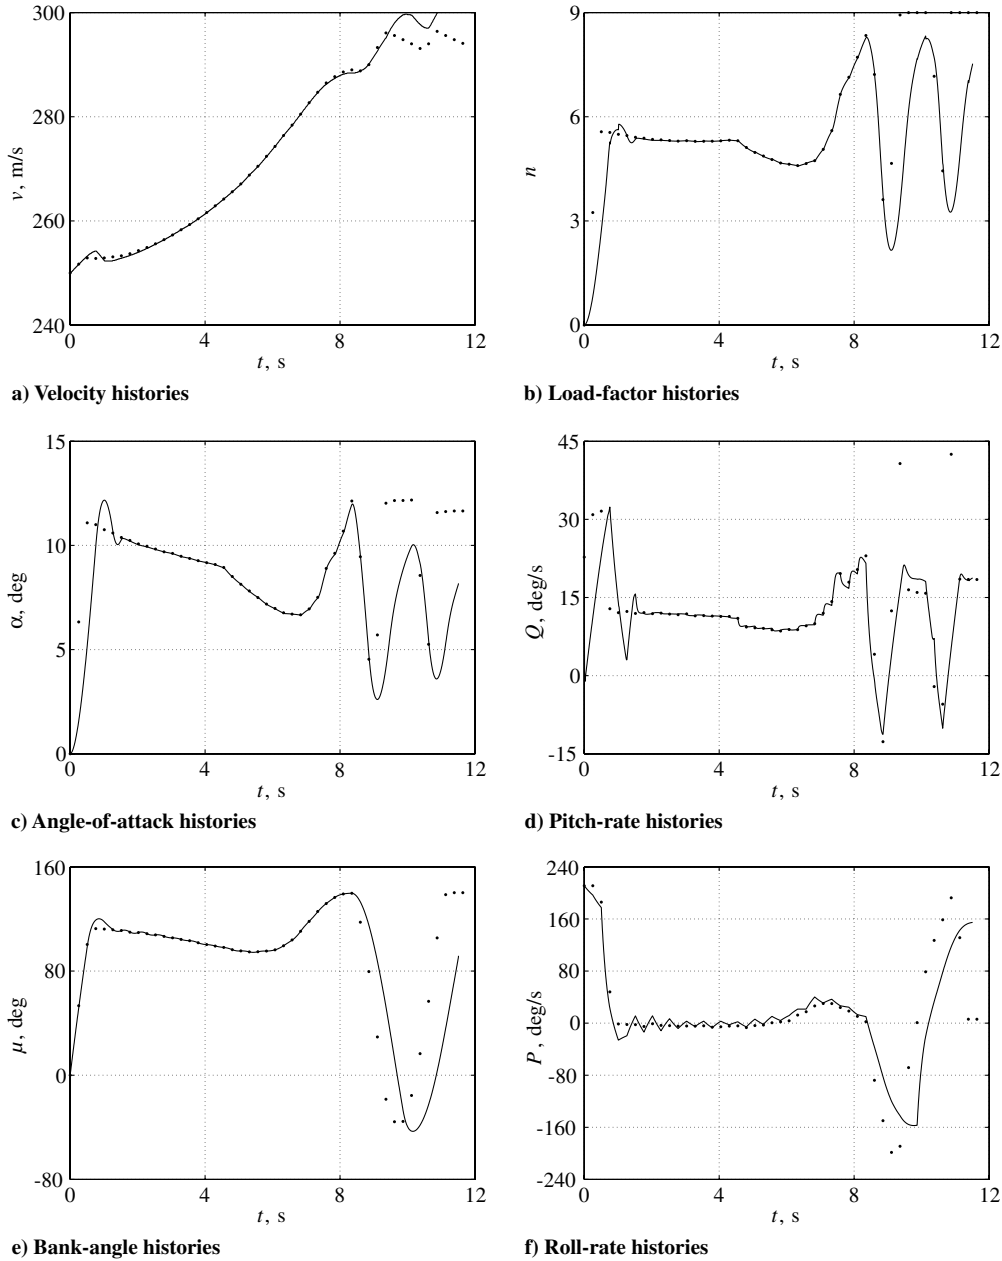 300
280
260
240
v, m/s
0
4
8
12
t, s
a) Velocity histories
9
6
3
0
n
0
4
8
12
t, s
b) Load-factor histories
15
10
5
0
α, deg
0
4
8
12
t, s
c) Angle-of-attack histories
45
30
15
0
-15
Q, deg/s
0
4
8
12
t, s
d) Pitch-rate histories
160
80
0
-80
μ, deg
0
4
8
12
t, s
e) Bank-angle histories
240
160
80
0
-80
-160
-240
P, deg/s
0
4
8
12
t, s
f) Roll-rate histories